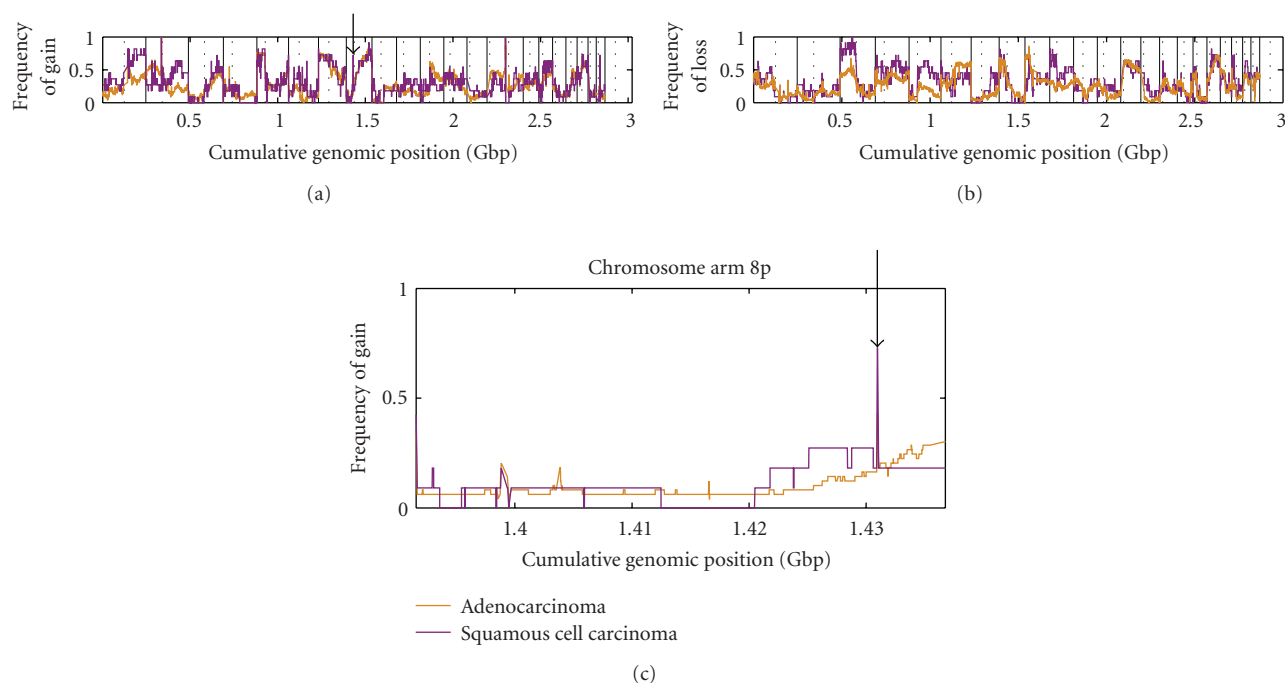 Frequency
of gain
1
0.5
0
0.5
1
1.5
2
2.5
3
Cumulative genomic position (Gbp)
(a)
Frequency
of loss
1
0.5
0
0.5
1
1.5
2
2.5
3
Cumulative genomic position (Gbp)
(b)
Chromosome arm 8p
Frequency of gain
1
0.5
0
1.4
1.41
1.42
1.43
Cumulative genomic position (Gbp)
Adenocarcinoma
Squamous cell carcinoma
(c)